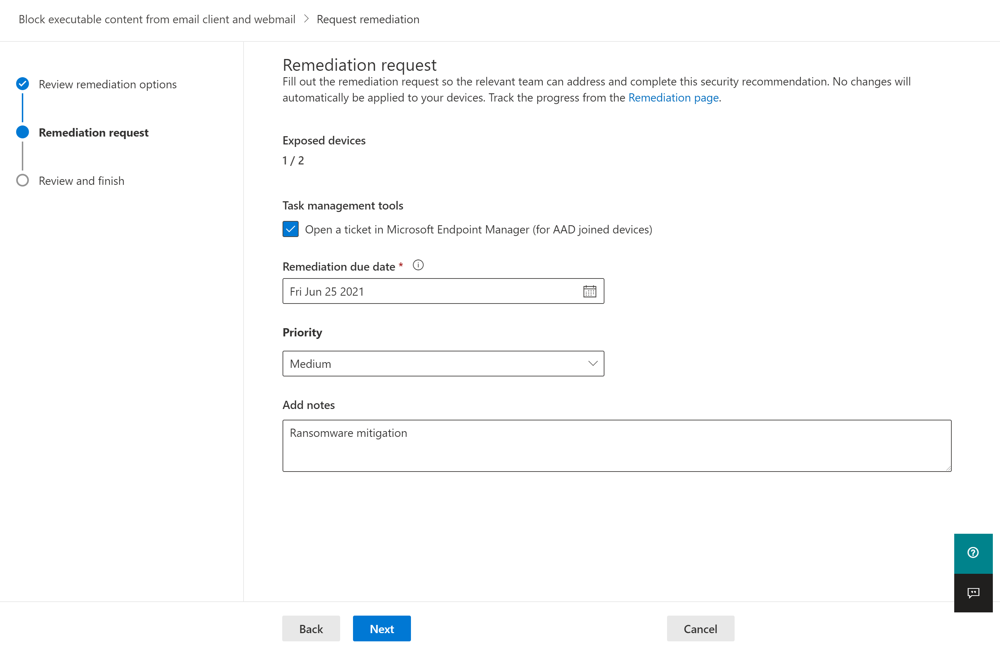 Block executable content from email client and webmail > Request remediation
Review remediation options
Remediation request
Review and finish
Remediation request
Fill out the remediation request so the relevant team can address and complete this security recommendation. No changes will
automatically be applied to your devices. Track the progress from the Remediation page.
Exposed devices
1 / 2
Task management tools
Open a ticket in Microsoft Endpoint Manager (for AAD joined devices)
Remediation due date *
Fri Jun 25 2021
Priority
Medium
Add notes
Ransomware mitigation
Back
Next
Cancel